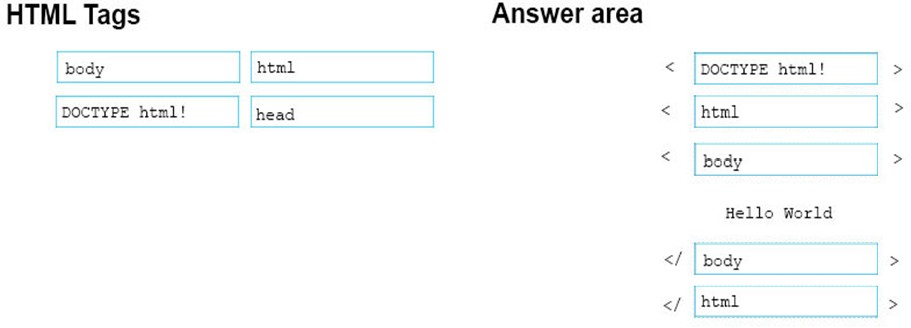 HTML Tags
body html
DOCTYPE html! head
Answer area
< DOCTYPE html! >
< html >
< body >
Hello World
</ body >
</ html >